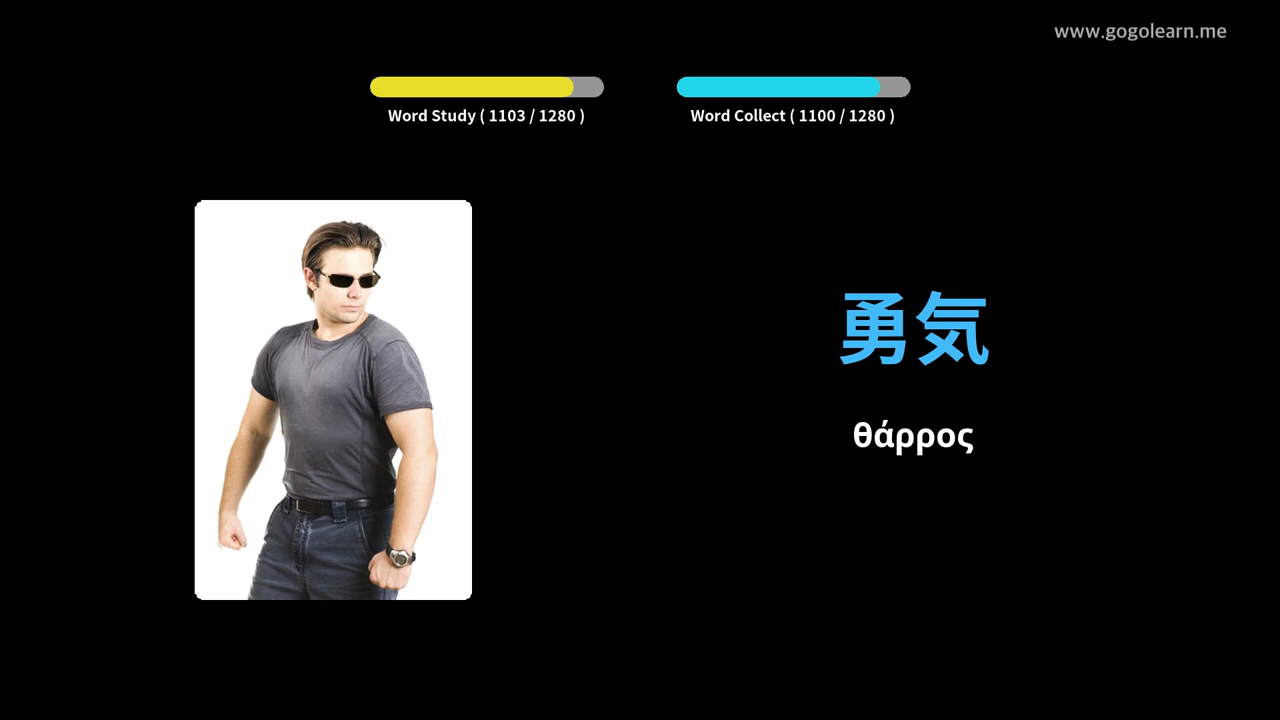 www.gogolearn.me
Word Study ( 1103 / 1280 )
Word Collect ( 1100 / 1280 )
勇気
θάρρος